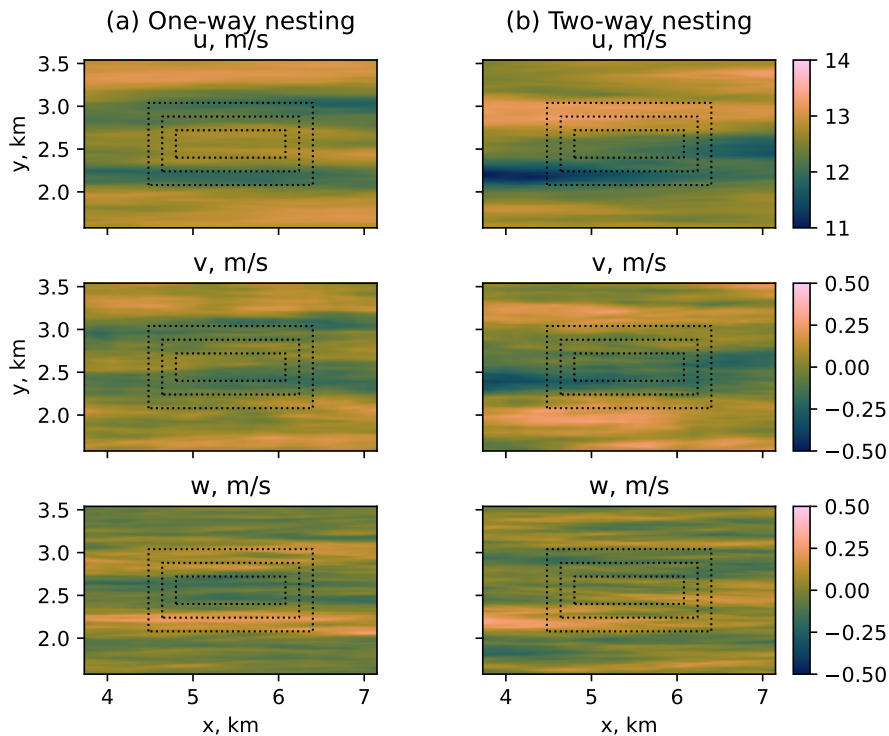 (a) One-way nesting
(b) Two-way nesting
u, m/s
u, m/s
3.5
3.0
2.5
2.0
y, km
14
13
12
11
v, m/s
v, m/s
3.5
3.0
2.5
2.0
y, km
0.50
0.25
0.00
−0.25
−0.50
w, m/s
w, m/s
3.5
3.0
2.5
2.0
y, km
0.50
0.25
0.00
−0.25
−0.50
4 5 6 7
4 5 6 7
x, km
x, km